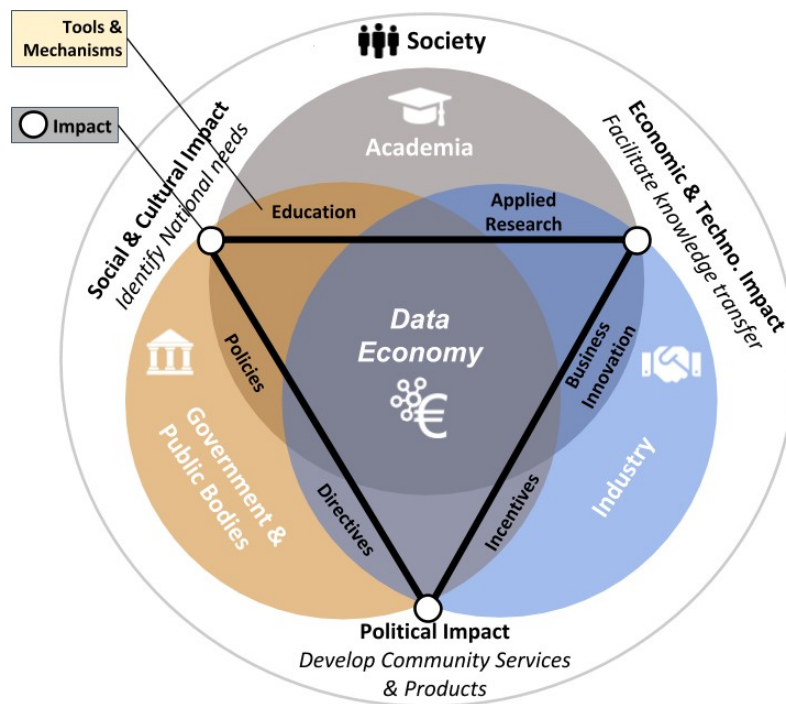 Tools &
Mechanisms
Society
Impact
Academia
Social & Cultural Impact
Identify National needs
Economic & Techno. Impact
Facilitate knowledge transfer
Education
Applied
Research
Data
Economy
€
Policies
Business
Innovation
Government &
Public Bodies
Industry
Directives
Incentives
Political Impact
Develop Community Services
& Products